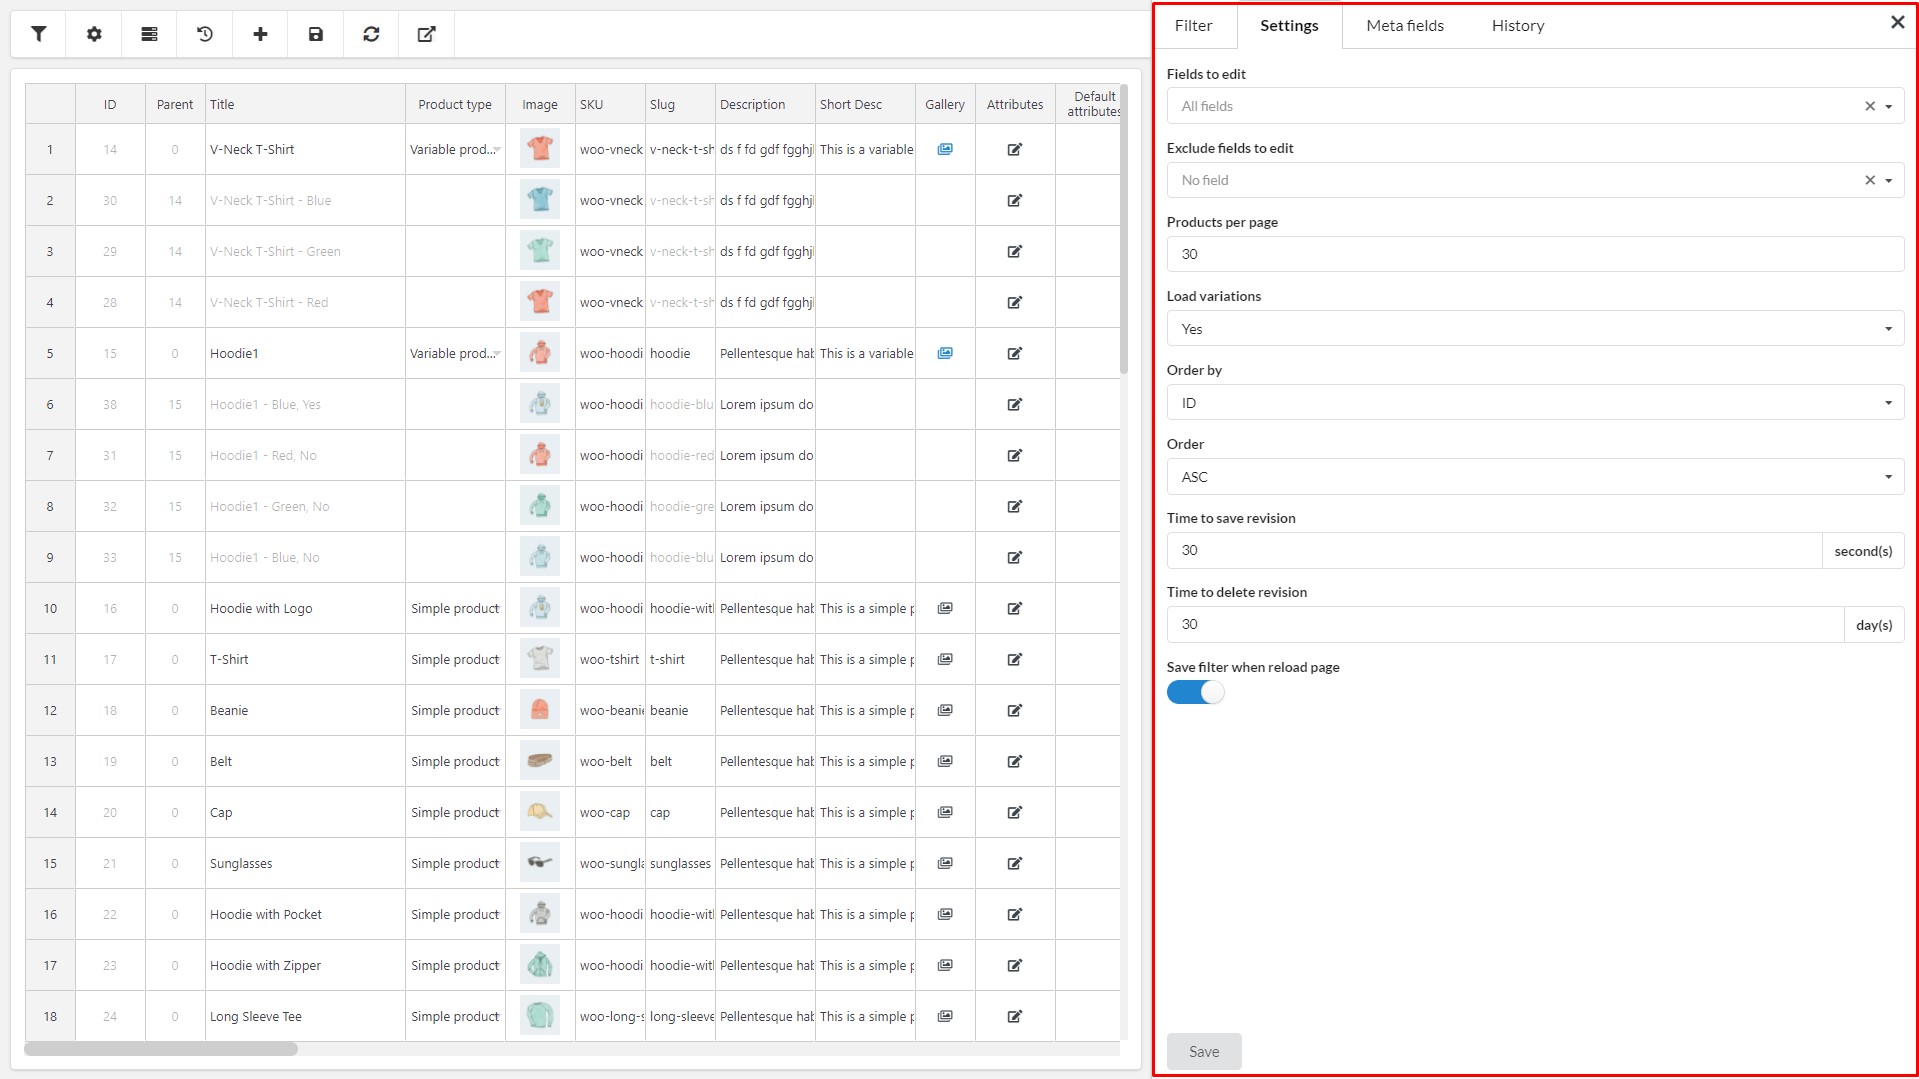 Filter Settings Meta fields History
ID Parent Title Product type Image SKU Slug Description Short Desc Gallery Attributes Default attributes
1 14 0 V-Neck T-Shirt Variable prod... woo-vneck v-neck-t-sh ds f fd gdf fgghj This is a variable
2 30 14 V-Neck T-Shirt - Blue woo-vneck v-neck-t-sh ds f fd gdf fgghj
3 29 14 V-Neck T-Shirt - Green woo-vneck v-neck-t-sh ds f fd gdf fgghj
4 28 14 V-Neck T-Shirt - Red woo-vneck v-neck-t-sh ds f fd gdf fgghj
5 15 0 Hoodie1 Variable prod... woo-hoodi hoodie Pellentesque hab This is a variable
6 38 15 Hoodie1 - Blue, Yes woo-hoodi hoodie-blu Lorem ipsum do
7 31 15 Hoodie1 - Red, No woo-hoodi hoodie-red Lorem ipsum do
8 32 15 Hoodie1 - Green, No woo-hoodi hoodie-gre Lorem ipsum do
9 33 15 Hoodie1 - Blue, No woo-hoodi hoodie-blu Lorem ipsum do
10 16 0 Hoodie with Logo Simple product woo-hoodi hoodie-wit Pellentesque hab This is a simple p
11 17 0 T-Shirt Simple product woo-tshirt t-shirt Pellentesque hab This is a simple p
12 18 0 Beanie Simple product woo-beanie beanie Pellentesque hab This is a simple p
13 19 0 Belt Simple product woo-belt belt Pellentesque hab This is a simple p
14 20 0 Cap Simple product woo-cap cap Pellentesque hab This is a simple p
15 21 0 Sunglasses Simple product woo-sungla sunglasses Pellentesque hab This is a simple p
16 22 0 Hoodie with Pocket Simple product woo-hoodi hoodie-wit Pellentesque hab This is a simple p
17 23 0 Hoodie with Zipper Simple product woo-hoodi hoodie-wit Pellentesque hab This is a simple p
18 24 0 Long Sleeve Tee Simple product woo-long-s long-sleeve Pellentesque hab This is a simple p
Fields to edit
All fields
Exclude fields to edit
No field
Products per page
30
Load variations
Yes
Order by
ID
Order
ASC
Time to save revision
30 second(s)
Time to delete revision
30 day(s)
Save filter when reload page
Save